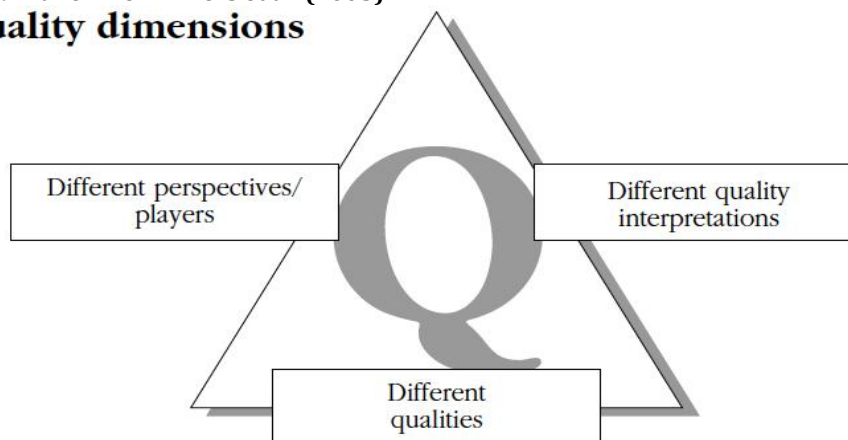 uality dimensions
Different perspectives/
players
Different quality
interpretations
Q
Different
qualities